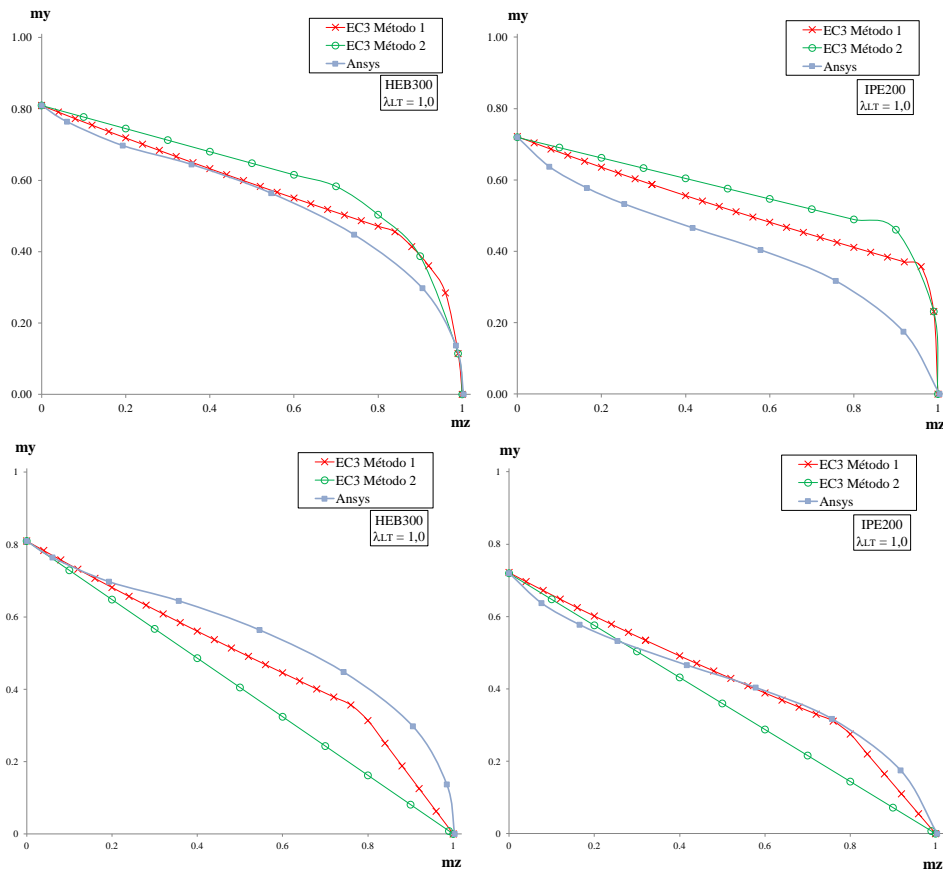 my
EC3 Método 1
EC3 Método 2
Ansys
HEB300
λLT = 1,0
1.00
0.80
0.60
0.40
0.20
0.00
0
0.2
0.4
0.6
0.8
1
mz
my
EC3 Método 1
EC3 Método 2
Ansys
IPE200
λLT = 1,0
1.00
0.80
0.60
0.40
0.20
0.00
0
0.2
0.4
0.6
0.8
1
mz
my
EC3 Método 1
EC3 Método 2
Ansys
HEB300
λLT = 1,0
1
0.8
0.6
0.4
0.2
0
0
0.2
0.4
0.6
0.8
1
mz
my
EC3 Método 1
EC3 Método 2
Ansys
IPE200
λLT = 1,0
1
0.8
0.6
0.4
0.2
0
0
0.2
0.4
0.6
0.8
1
mz